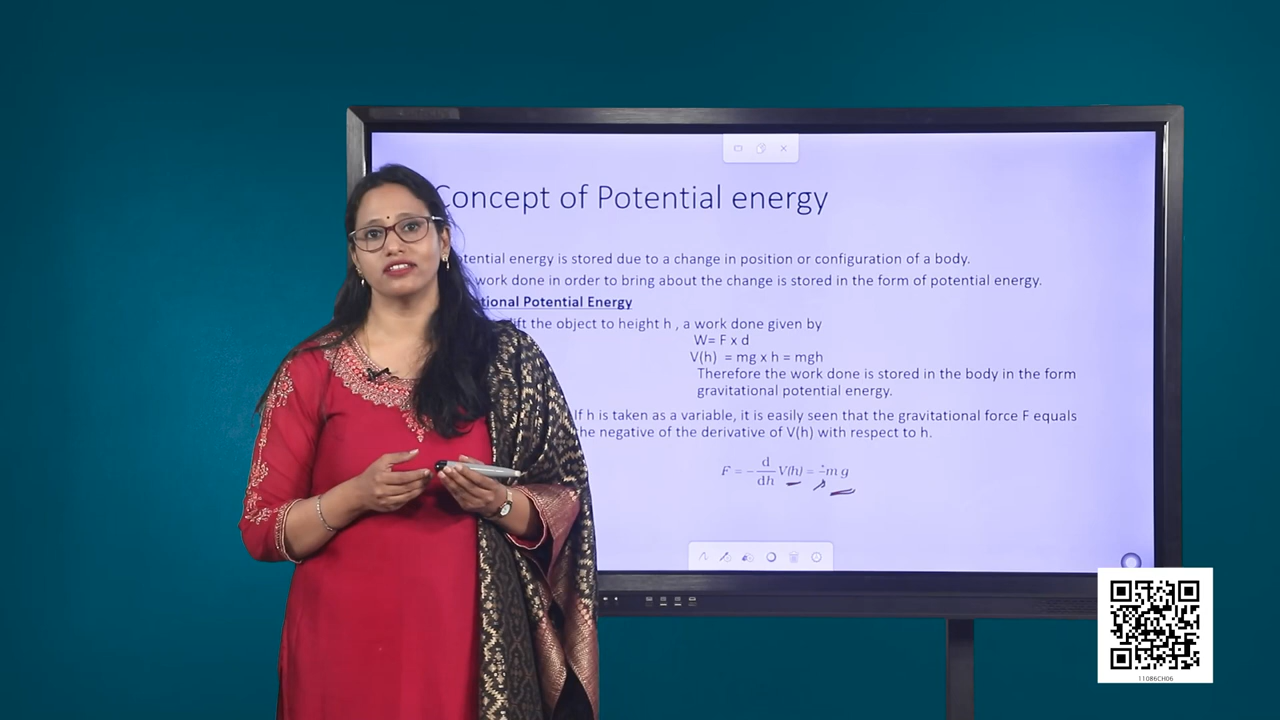 Concept of Potential energy
potential energy is stored due to a change in position or configuration of a body.
work done in order to bring about the change is stored in the form of potential energy.
tional Potential Energy
lift the object to height h , a work done given by
W= F x d
V(h) = mg x h = mgh
Therefore the work done is stored in the body in the form
gravitational potential energy.
If h is taken as a variable, it is easily seen that the gravitational force F equals
the negative of the derivative of V(h) with respect to h.
F = - d/dh V(h) = -m g
11086CH06